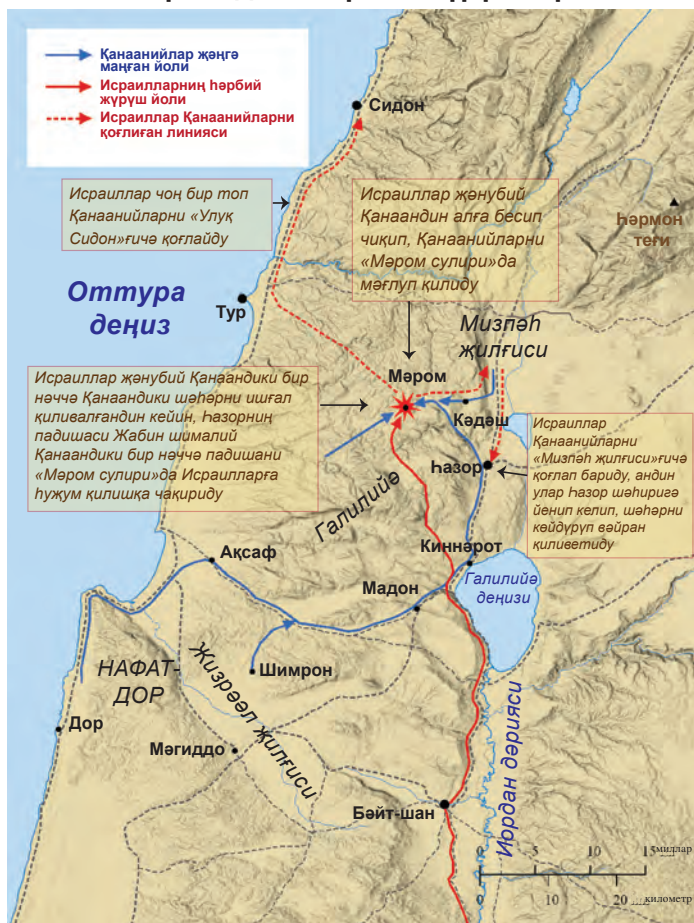 Қанаанийлар җәңгә
маңған йоли
Исраилларниң һәрбий
жүрүш йоли
Исраиллар Қанаанийларни
қоғлиған линияси
Сидон
Исраиллар чоң бир топ
Қанаанийларни «Улуқ
Сидон»ғичә қоғлайду
Исраиллар җәнубий
Қанаандин алға бесип
чиқип, Қанаанийларни
«Мәром сулири»да
мәғлуп қилиду
Һәрмон
теғи
Оттура
деңиз
Тур
Мизпәһ
җилғиси
Исраиллар җәнубий Қанаандики бир
нәччә Қанаандики шәһәрни ишғал
қиливалғандин кейин, Һазорниң
падишаси Жабин шималий
Қанаандики бир нәччә падишани
«Мәром сулири»да Исраилларға
һуҗум қилишқа чақириду
Мәром
Кәдәш
Һазор
Исраиллар
Қанаанийларни
«Мизпәһ җилғиси»ғичә
қоғлап бариду, андин
улар Һазор шәһиригә
йенип келип, шәһәрни
көйдүрүп вәйран
қиливетиду
Галилийә
Ақсаф
Киннәрот
Галилийә
деңизи
Мадон
Шимрон
НАФАТ-
ДОР
Җизрәәл җилғиси
Дор
Мәгиддо
Бәйт-шан
Иордан дәрияси
0 5 10 15 миллар
0 10 20 километр